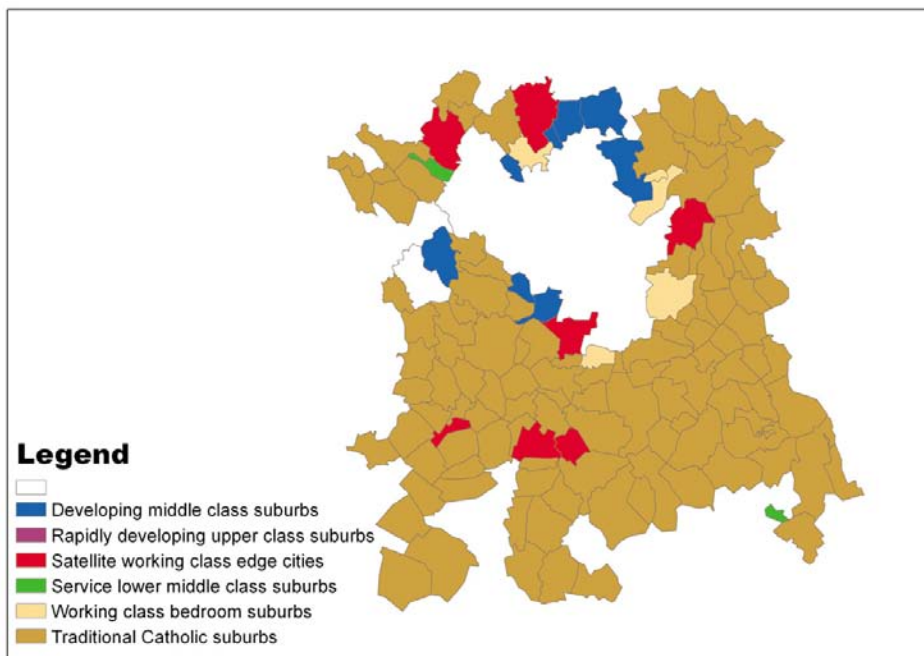 Legend
Developing middle class suburbs
Rapidly developing upper class suburbs
Satellite working class edge cities
Service lower middle class suburbs
Working class bedroom suburbs
Traditional Catholic suburbs